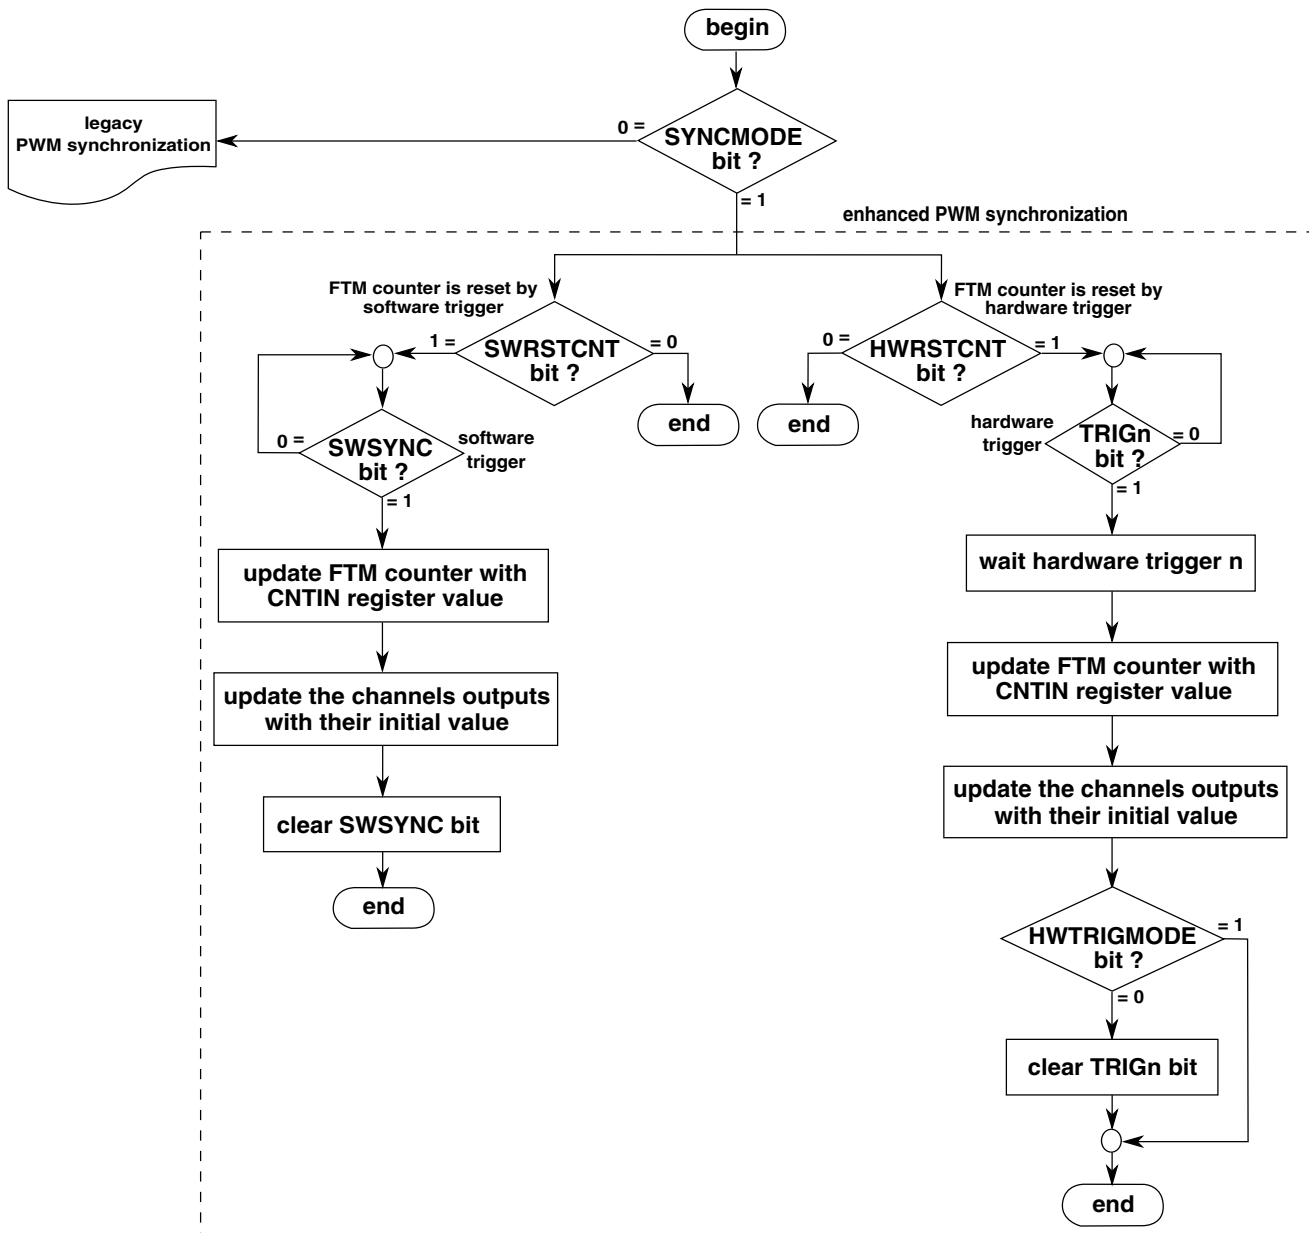 begin
legacy
PWM synchronization
0 =
SYNCMODE
bit ?
= 1
enhanced PWM synchronization
FTM counter is reset by
software trigger
FTM counter is reset by
hardware trigger
1 =
SWRSTCNT
bit ?
= 0
0 =
HWRSTCNT
bit ?
= 1
end
end
0 =
SWSYNC
bit ?
software
trigger
= 1
hardware
trigger
TRIGn
bit ?
= 0
= 1
update FTM counter with
CNTIN register value
wait hardware trigger n
update the channels outputs
with their initial value
update FTM counter with
CNTIN register value
clear SWSYNC bit
update the channels outputs
with their initial value
end
HWTRIGMODE
bit ?
= 1
= 0
clear TRIGn bit
end